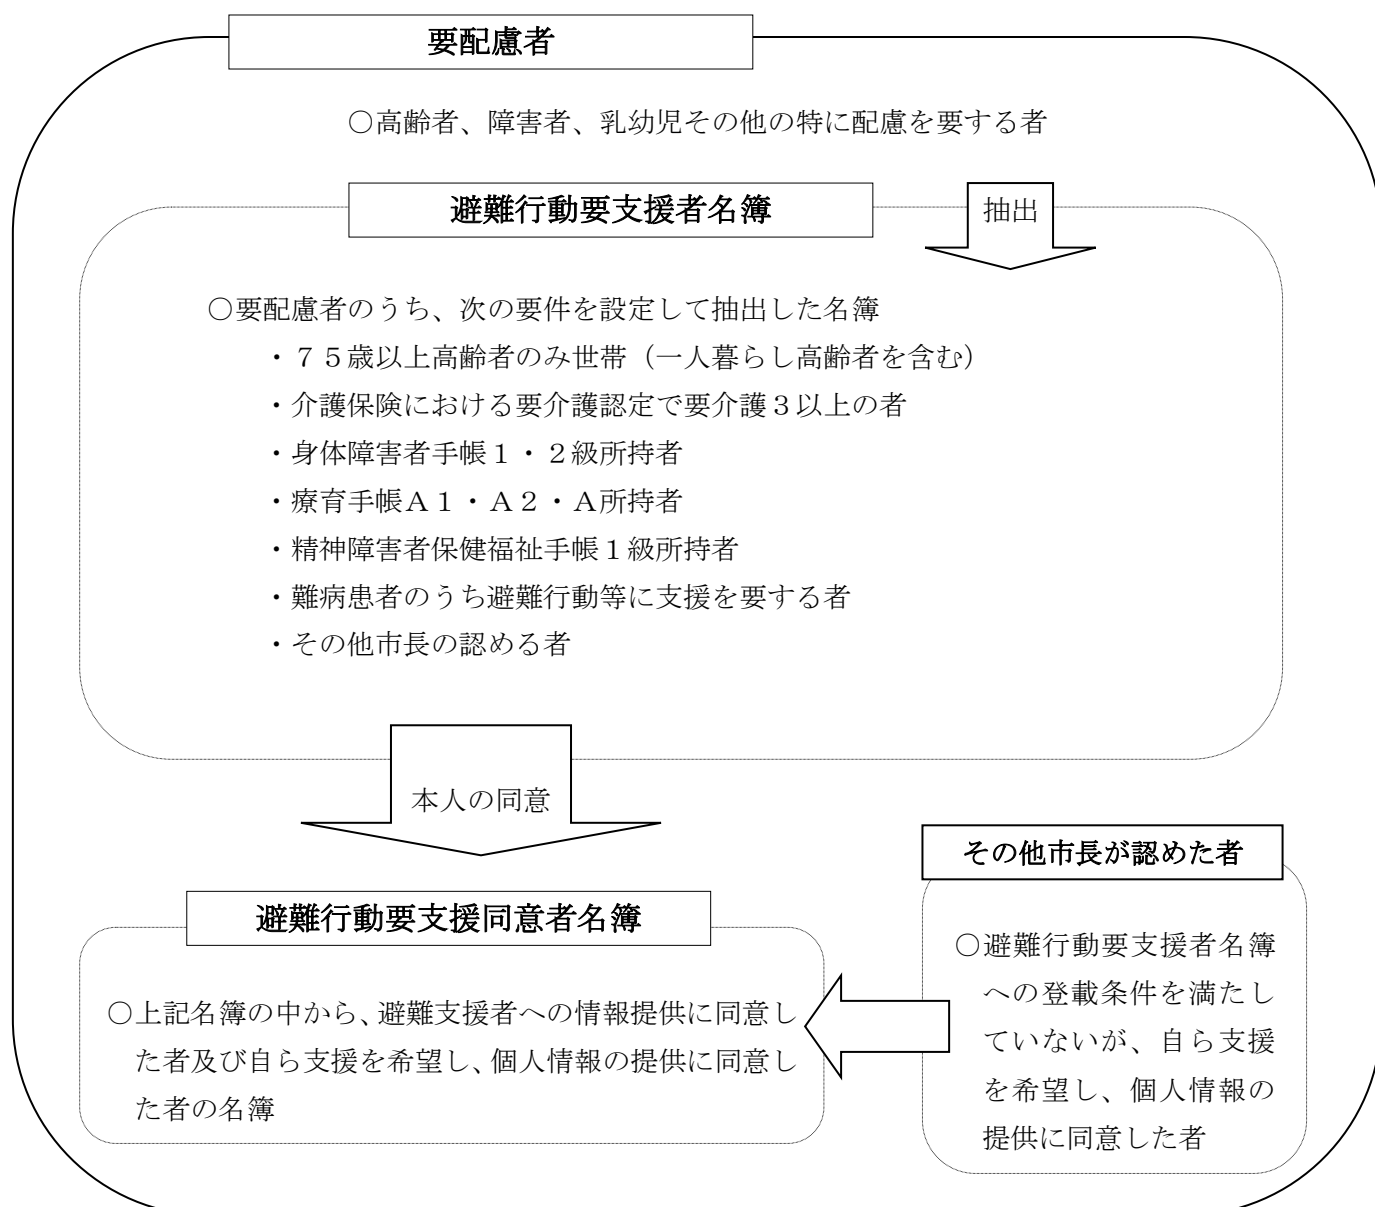 要配慮者
○高齢者、障害者、乳幼児その他の特に配慮を要する者
避難行動要支援者名簿
抽出
○要配慮者のうち、次の要件を設定して抽出した名簿
・７５歳以上高齢者のみ世帯（一人暮らし高齢者を含む）
・介護保険における要介護認定で要介護３以上の者
・身体障害者手帳１・２級所持者
・療育手帳Ａ１・Ａ２・Ａ所持者
・精神障害者保健福祉手帳１級所持者
・難病患者のうち避難行動等に支援を要する者
・その他市長の認める者
本人の同意
避難行動要支援同意者名簿
○上記名簿の中から、避難支援者への情報提供に同意し
た者及び自ら支援を希望し、個人情報の提供に同意し
た者の名簿
その他市長が認めた者
○避難行動要支援者名簿
への登載条件を満たし
ていないが、自ら支援
を希望し、個人情報の
提供に同意した者